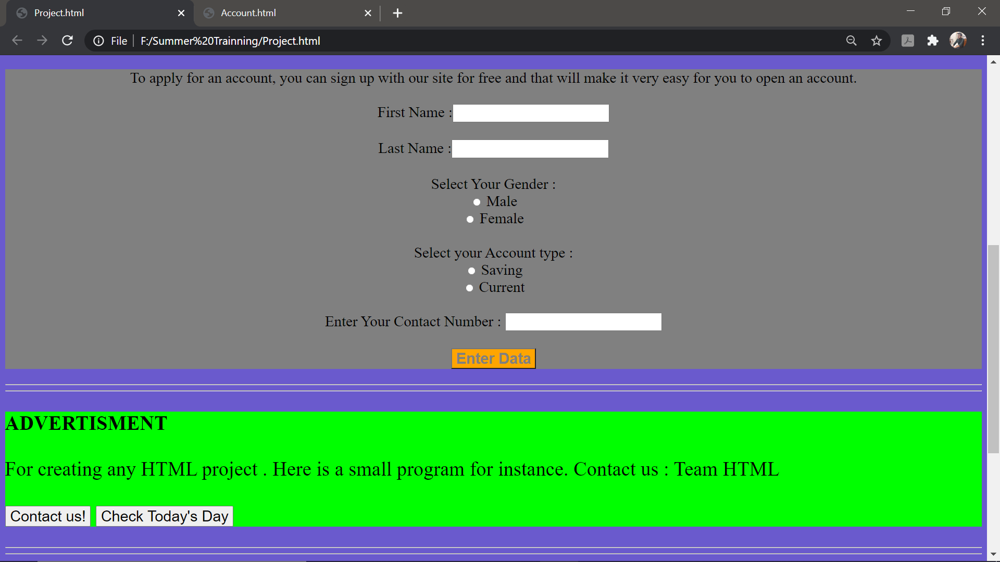 Project.html
Account.html
File
F:/Summer%20Trainning/Project.html
To apply for an account, you can sign up with our site for free and that will make it very easy for you to open an account.
First Name :
Last Name :
Select Your Gender :
Male
Female
Select your Account type :
Saving
Current
Enter Your Contact Number :
Enter Data
ADVERTISMENT
For creating any HTML project . Here is a small program for instance. Contact us : Team HTML
Contact us! Check Today's Day